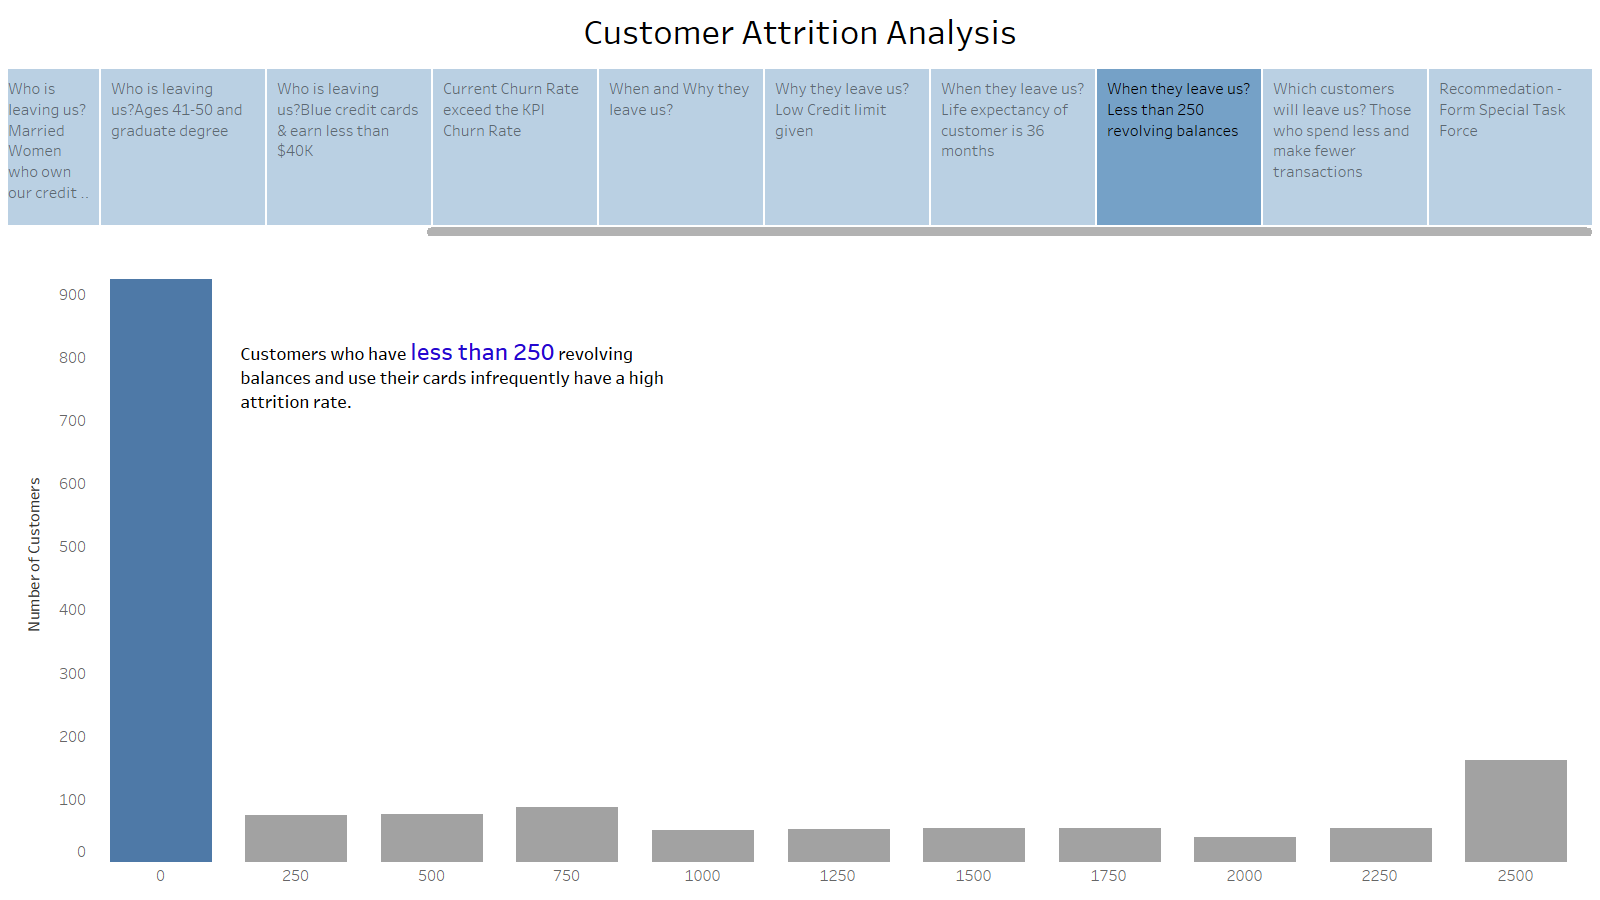 Customer Attrition Analysis
Who is
leaving us?
Married
Women
who own
our credit ..
Who is leaving
us?Ages 41-50 and
graduate degree
Who is leaving
us?Blue credit cards
& earn less than
$40K
Current Churn Rate
exceed the KPI
Churn Rate
When and Why they
leave us?
Why they leave us?
Low Credit limit
given
When they leave us?
Life expectancy of
customer is 36
months
When they leave us?
Less than 250
revolving balances
Which customers
will leave us? Those
who spend less and
make fewer
transactions
Recommedation -
Form Special Task
Force
Customers who have less than 250 revolving
balances and use their cards infrequently have a high
attrition rate.
Number of Customers
900
800
700
600
500
400
300
200
100
0
0 250 500 750 1000 1250 1500 1750 2000 2250 2500